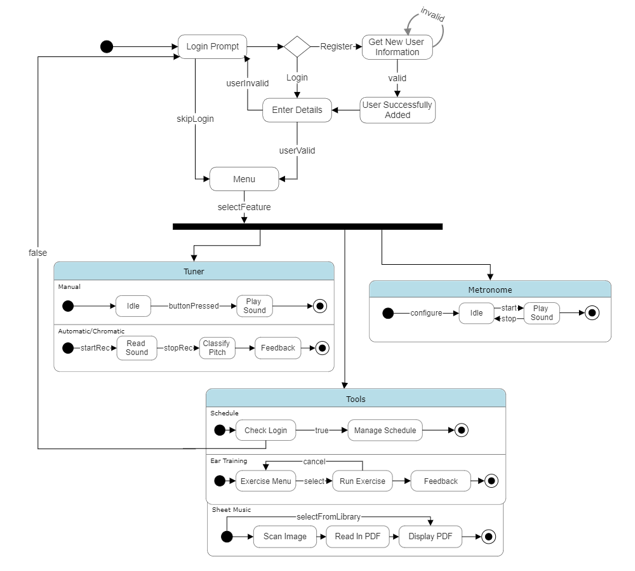 invalid
Login Prompt
Register
Get New User
Information
Login
userInvalid
valid
Enter Details
User Successfully
Added
skipLogin
userValid
Menu
selectFeature
false
Tuner
Manual
Idle
buttonPressed
Play
Sound
Automatic/Chromatic
startRec
Read
Sound
stopRec
Classify
Pitch
Feedback
Metronome
configure
Idle
start
stop
Play
Sound
Tools
Schedule
Check Login
true
Manage Schedule
Ear Training
cancel
Exercise Menu
select
Run Exercise
Feedback
Sheet Music
selectFromLibrary
Scan Image
Read In PDF
Display PDF